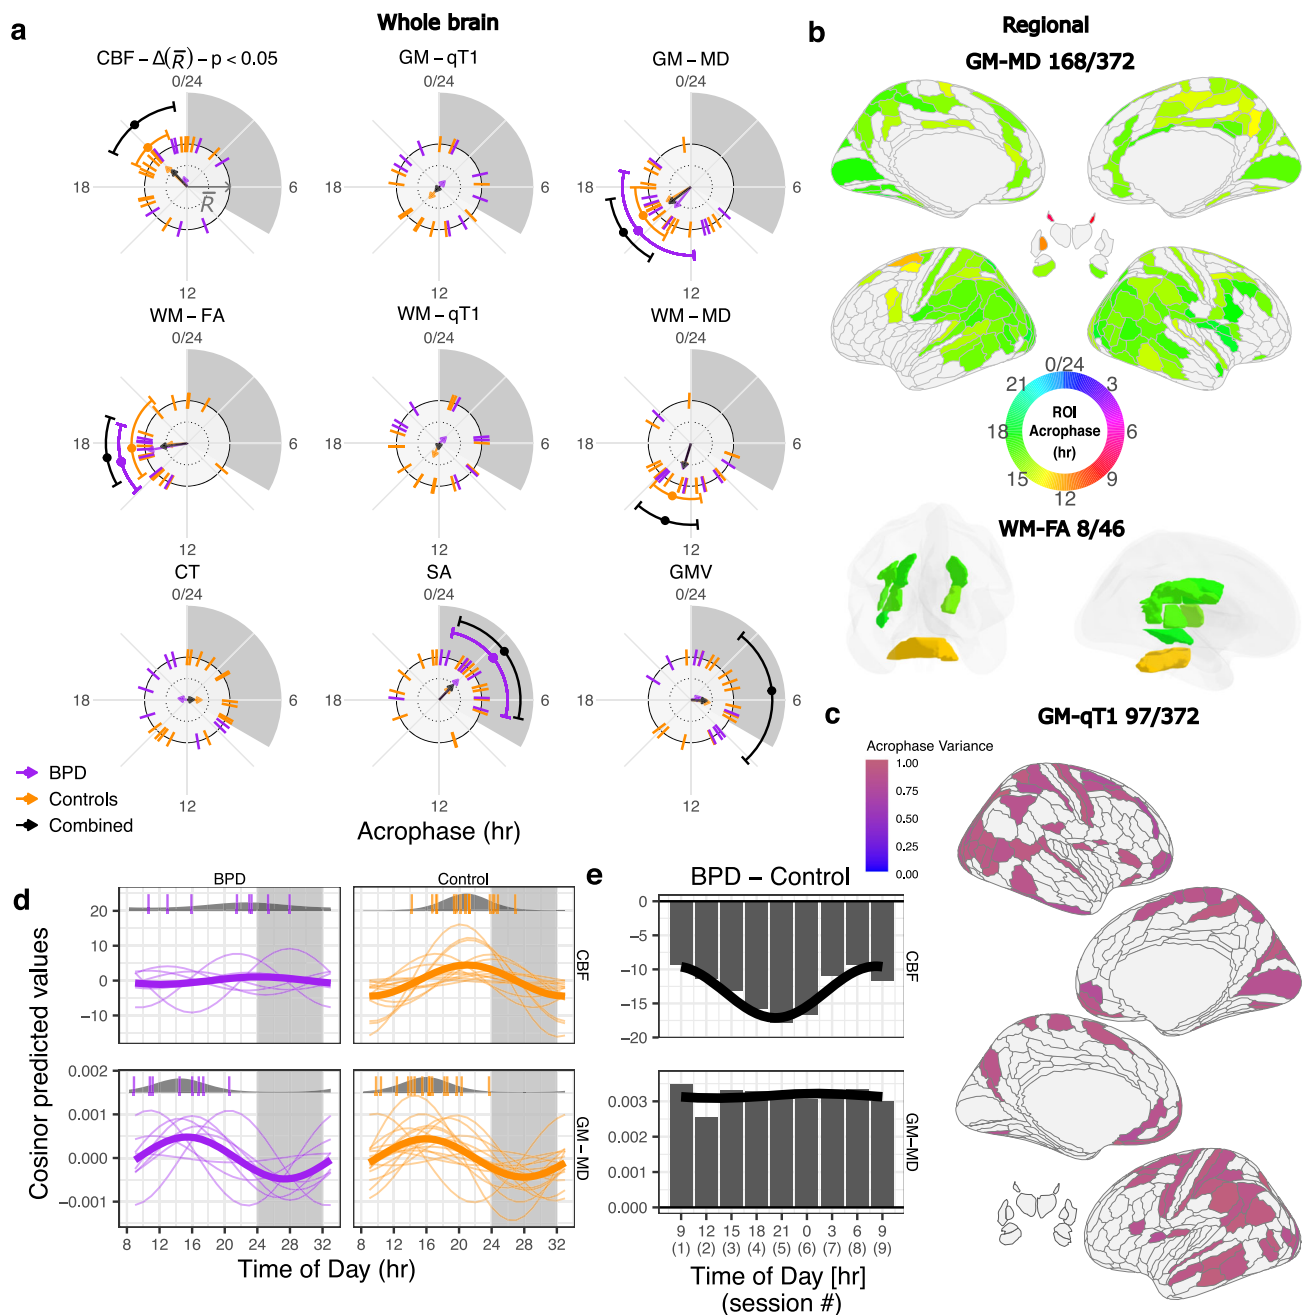 a
Whole brain
CBF – Δ(R̅) – p < 0.05
0/24
18
6
12
R̅
GM – qT1
0/24
18
6
12
GM – MD
0/24
18
6
12
WM – FA
0/24
18
6
12
WM – qT1
0/24
18
6
12
WM – MD
0/24
18
6
12
CT
0/24
18
6
12
SA
0/24
18
6
GMV
0/24
18
6
12
BPD
Controls
Combined
Acrophase (hr)
b
Regional
GM-MD 168/372
0/24
21
3
18
6
15
9
12
ROI
Acrophase
(hr)
WM-FA 8/46
c
GM-qT1 97/372
Acrophase Variance
1.00
0.75
0.50
0.25
0.00
d
BPD
Control
Cosinor predicted values
20
10
0
−10
CBF
0.002
0.001
0.000
−0.001
GM – MD
8 12 16 20 24 28 32
8 12 16 20 24 28 32
Time of Day (hr)
e
BPD – Control
0
−5
−10
−15
−20
CBF
0.003
0.002
0.001
0.000
GM – MD
9 12 15 18 21 0 3 6 9
(1) (2) (3) (4) (5) (6) (7) (8) (9)
Time of Day [hr]
(session #)